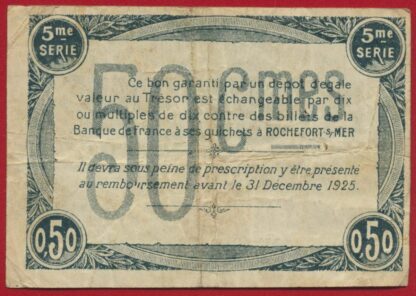 5me
SERIE
5me
SERIE
50 cmes
Ce bon garanti par un dépot d'égale
valeur au Trésor est échangeable par dix
ou multiples de dix contre des billets de la
Banque de France à ses guichets à ROCHEFORT-S-MER
Il devra sous peine de prescription y être présenté
au remboursement avant le 31 Décembre 1925.
0,50
0,50